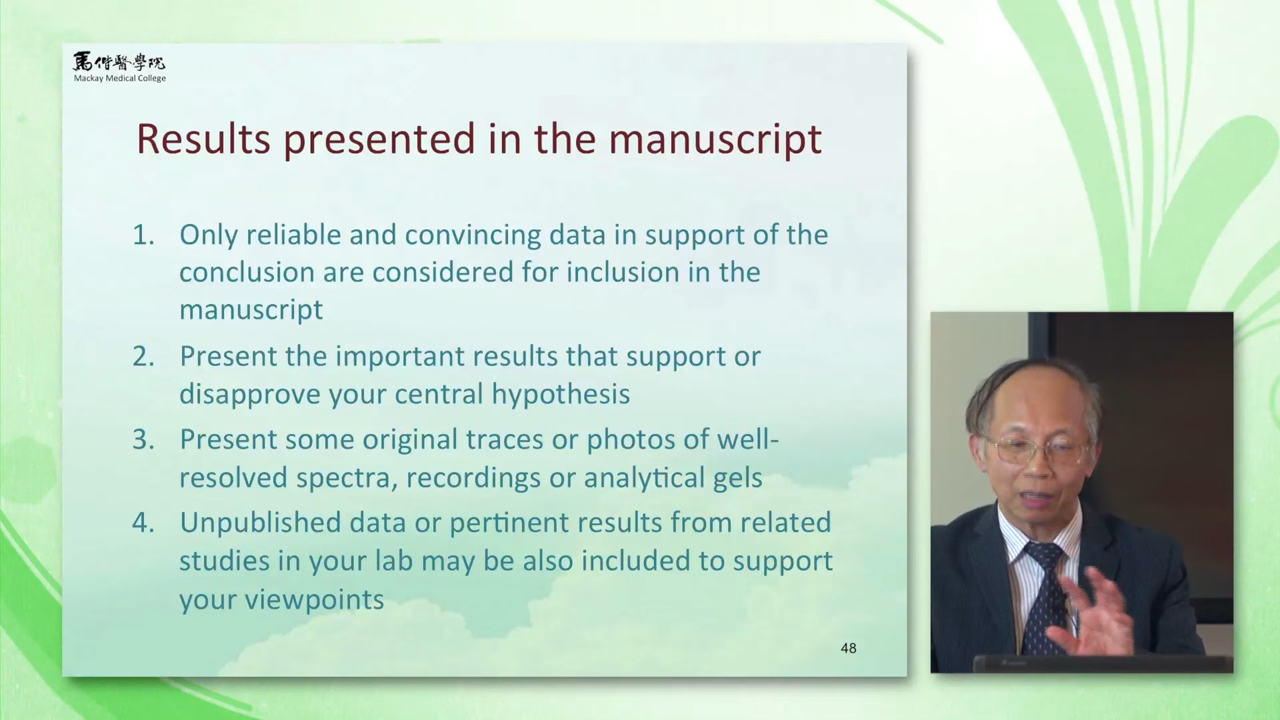 馬偕醫學院
Mackay Medical College
Results presented in the manuscript
1. Only reliable and convincing data in support of the
conclusion are considered for inclusion in the
manuscript
2. Present the important results that support or
disapprove your central hypothesis
3. Present some original traces or photos of well-
resolved spectra, recordings or analytical gels
4. Unpublished data or pertinent results from related
studies in your lab may be also included to support
your viewpoints
48